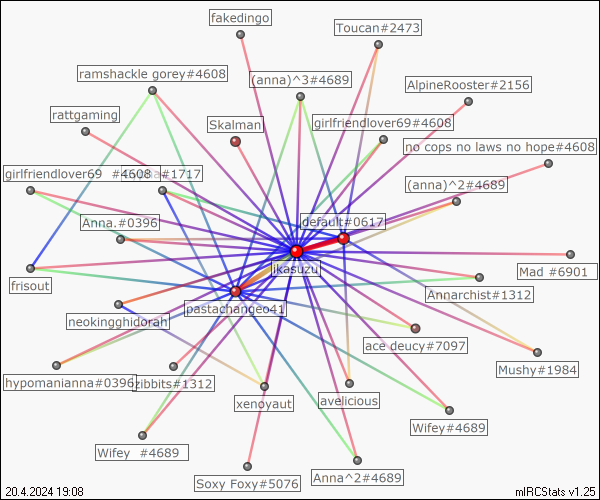 fakedingo
Toucan#2473
ramshackle gorey#4608
(anna)^3#4689
AlpineRooster#2156
rattgaming
Skalman
girlfriendlover69#4608
no cops no laws no hope#4608
girlfriendlover69 #4608
#1717
(anna)^2#4689
Anna.#0396
default#0617
ikasuzu
Mad #6901
frisout
Annarchist#1312
pastachangeo41
neokingghidorah
ace deucy#7097
Mushy#1984
hypomanianna#0396
zibbits#1312
xenoyaut
avelicious
Wifey#4689
Wifey #4689
Soxy Foxy#5076
Anna^2#4689
20.4.2024 19:08
mIRCStats v1.25